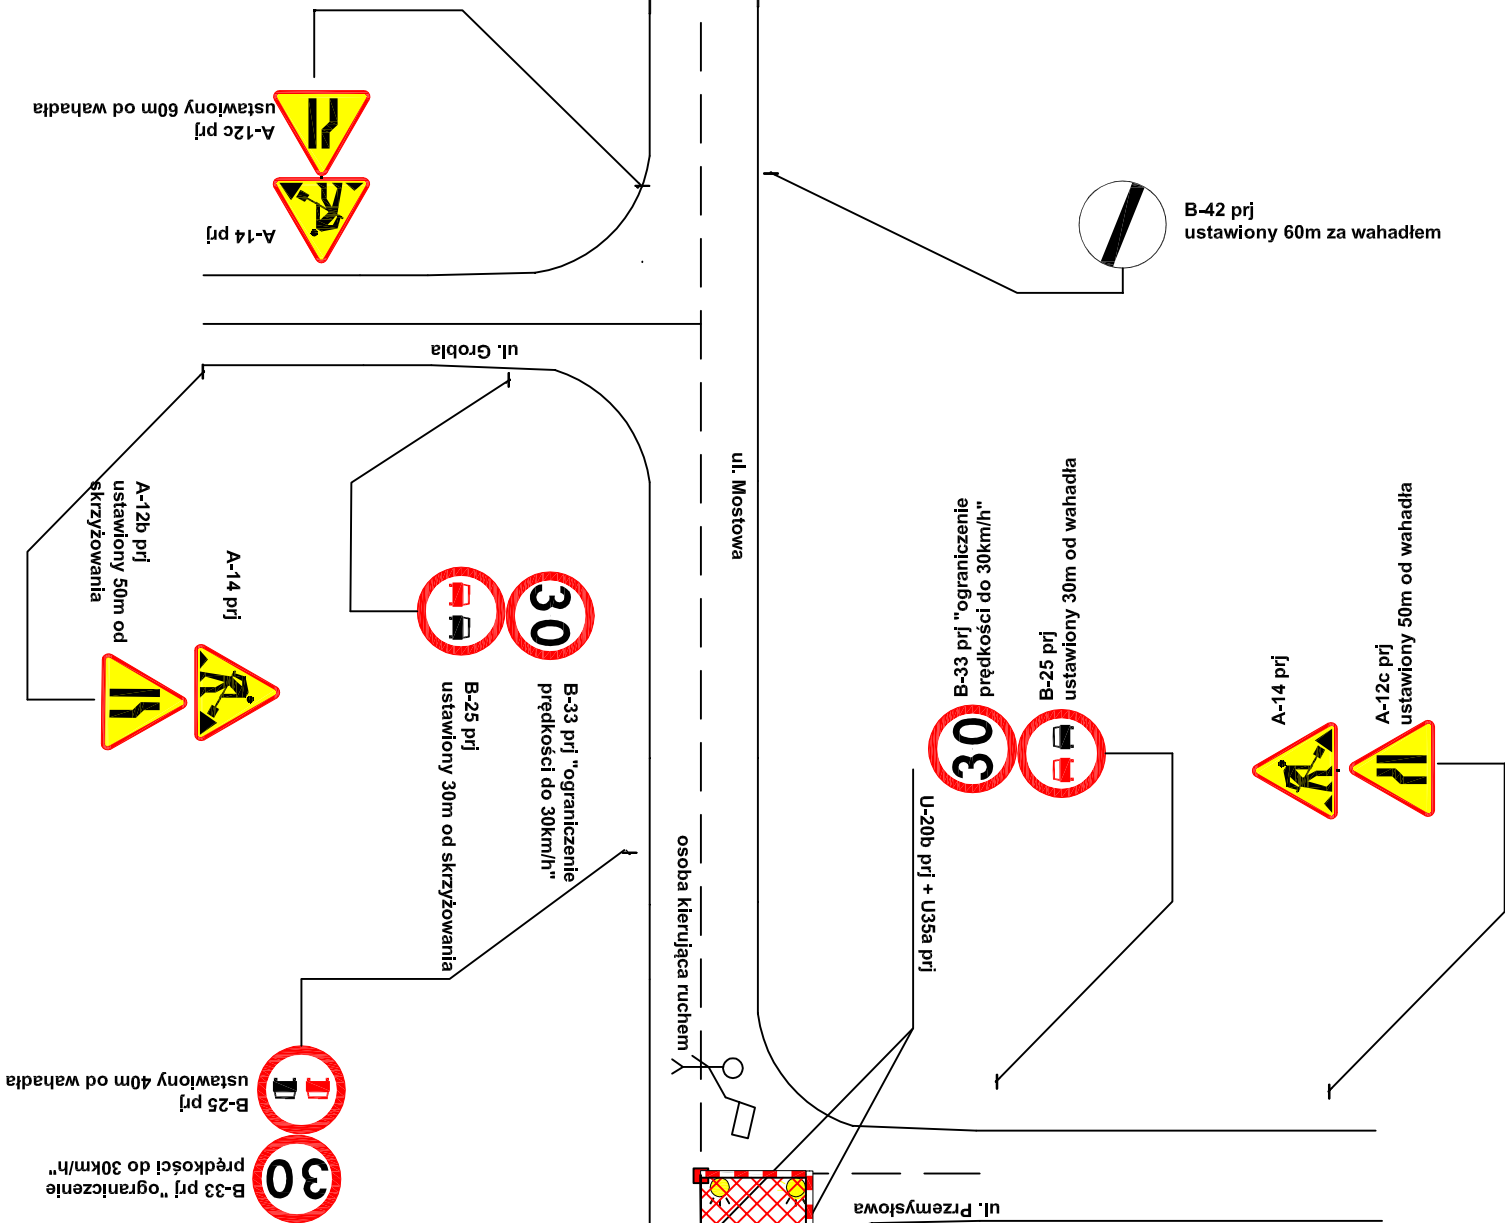 ustawiony 60m od wahadła
A-12c prj
A-14 prj
B-42 prj
ustawiony 60m za wahadłem
ul. Grobla
ul. Mostowa
A-12b prj
ustawiony 50m od
skrzyżowania
A-14 prj
30
B-33 prj "ograniczenie
prędkości do 30km/h"
B-25 prj
ustawiony 30m od skrzyżowania
B-33 prj "ograniczenie
prędkości do 30km/h"
B-25 prj
ustawiony 30m od wahadła
30
A-14 prj
A-12c prj
ustawiony 50m od wahadła
U-20b prj + U35a prj
osoba kierująca ruchem
B-25 prj
ustawiony 40m od wahadła
B-33 prj "ograniczenie
prędkości do 30km/h"
30
ul. Przemysłowa